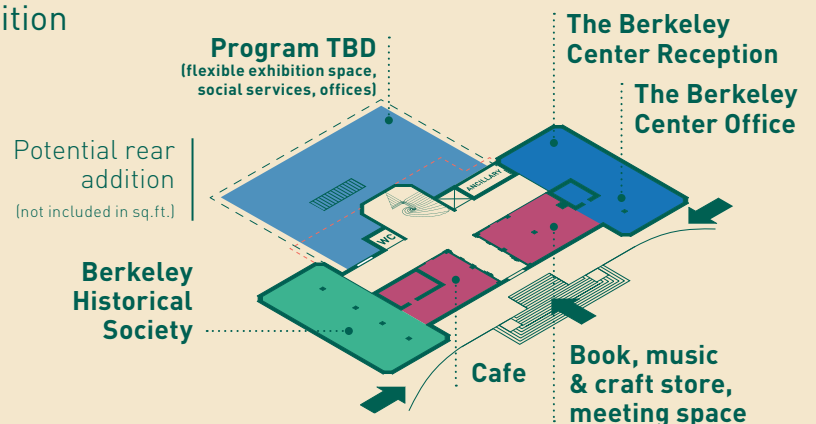 ition
Program TBD
(flexible exhibition space,
social services, offices)
The Berkeley
Center Reception
The Berkeley
Center Office
Potential rear
addition
(not included in sq.ft.)
ANCILLARY
WC
Berkeley
Historical
Society
Cafe
Book, music
& craft store,
meeting space